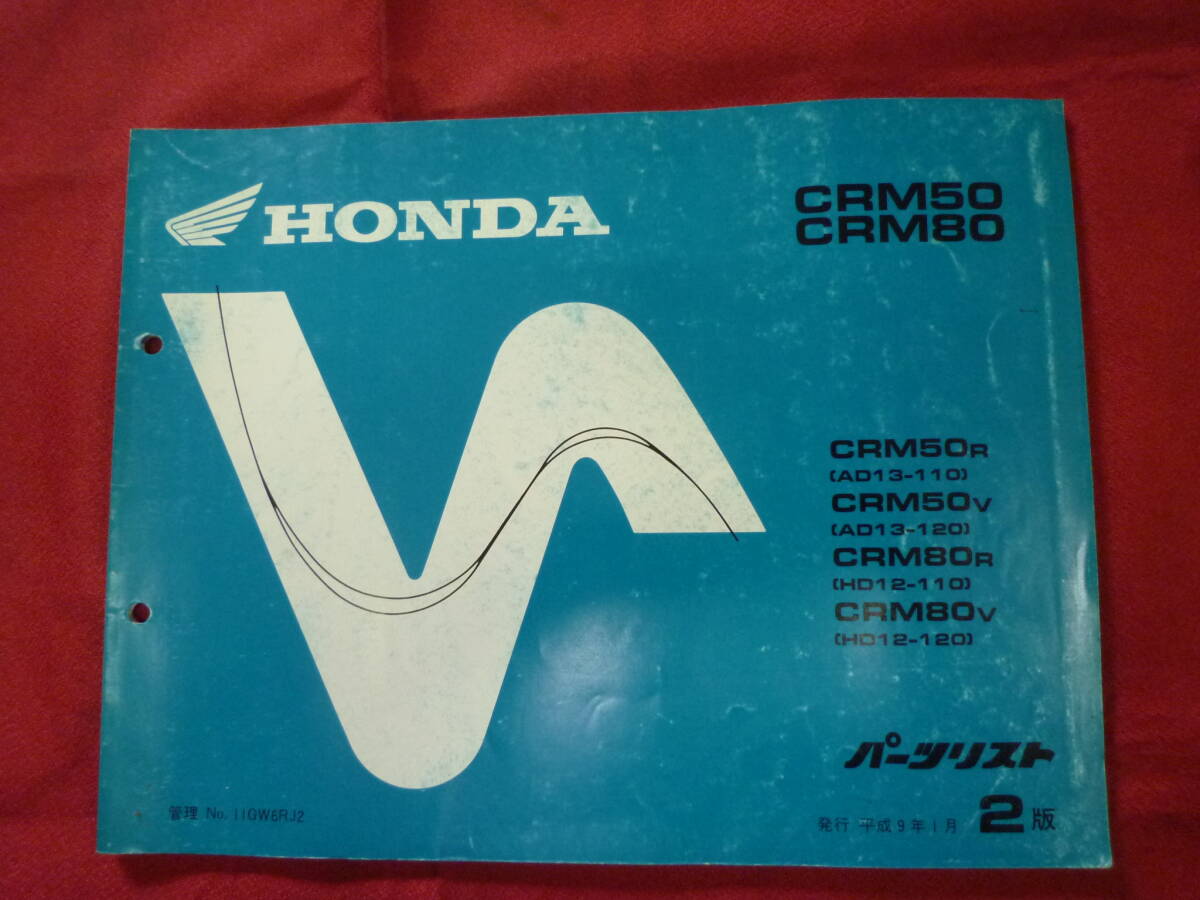 HONDA
CRM50
CRM80
CRM50R
(AD13-110)
CRM50V
(AD13-120)
CRM80R
(HD12-110)
CRM80V
(HD12-120)
パーツリスト
管理 No. 11GW6RJ2
発行 平成9年1月 2版